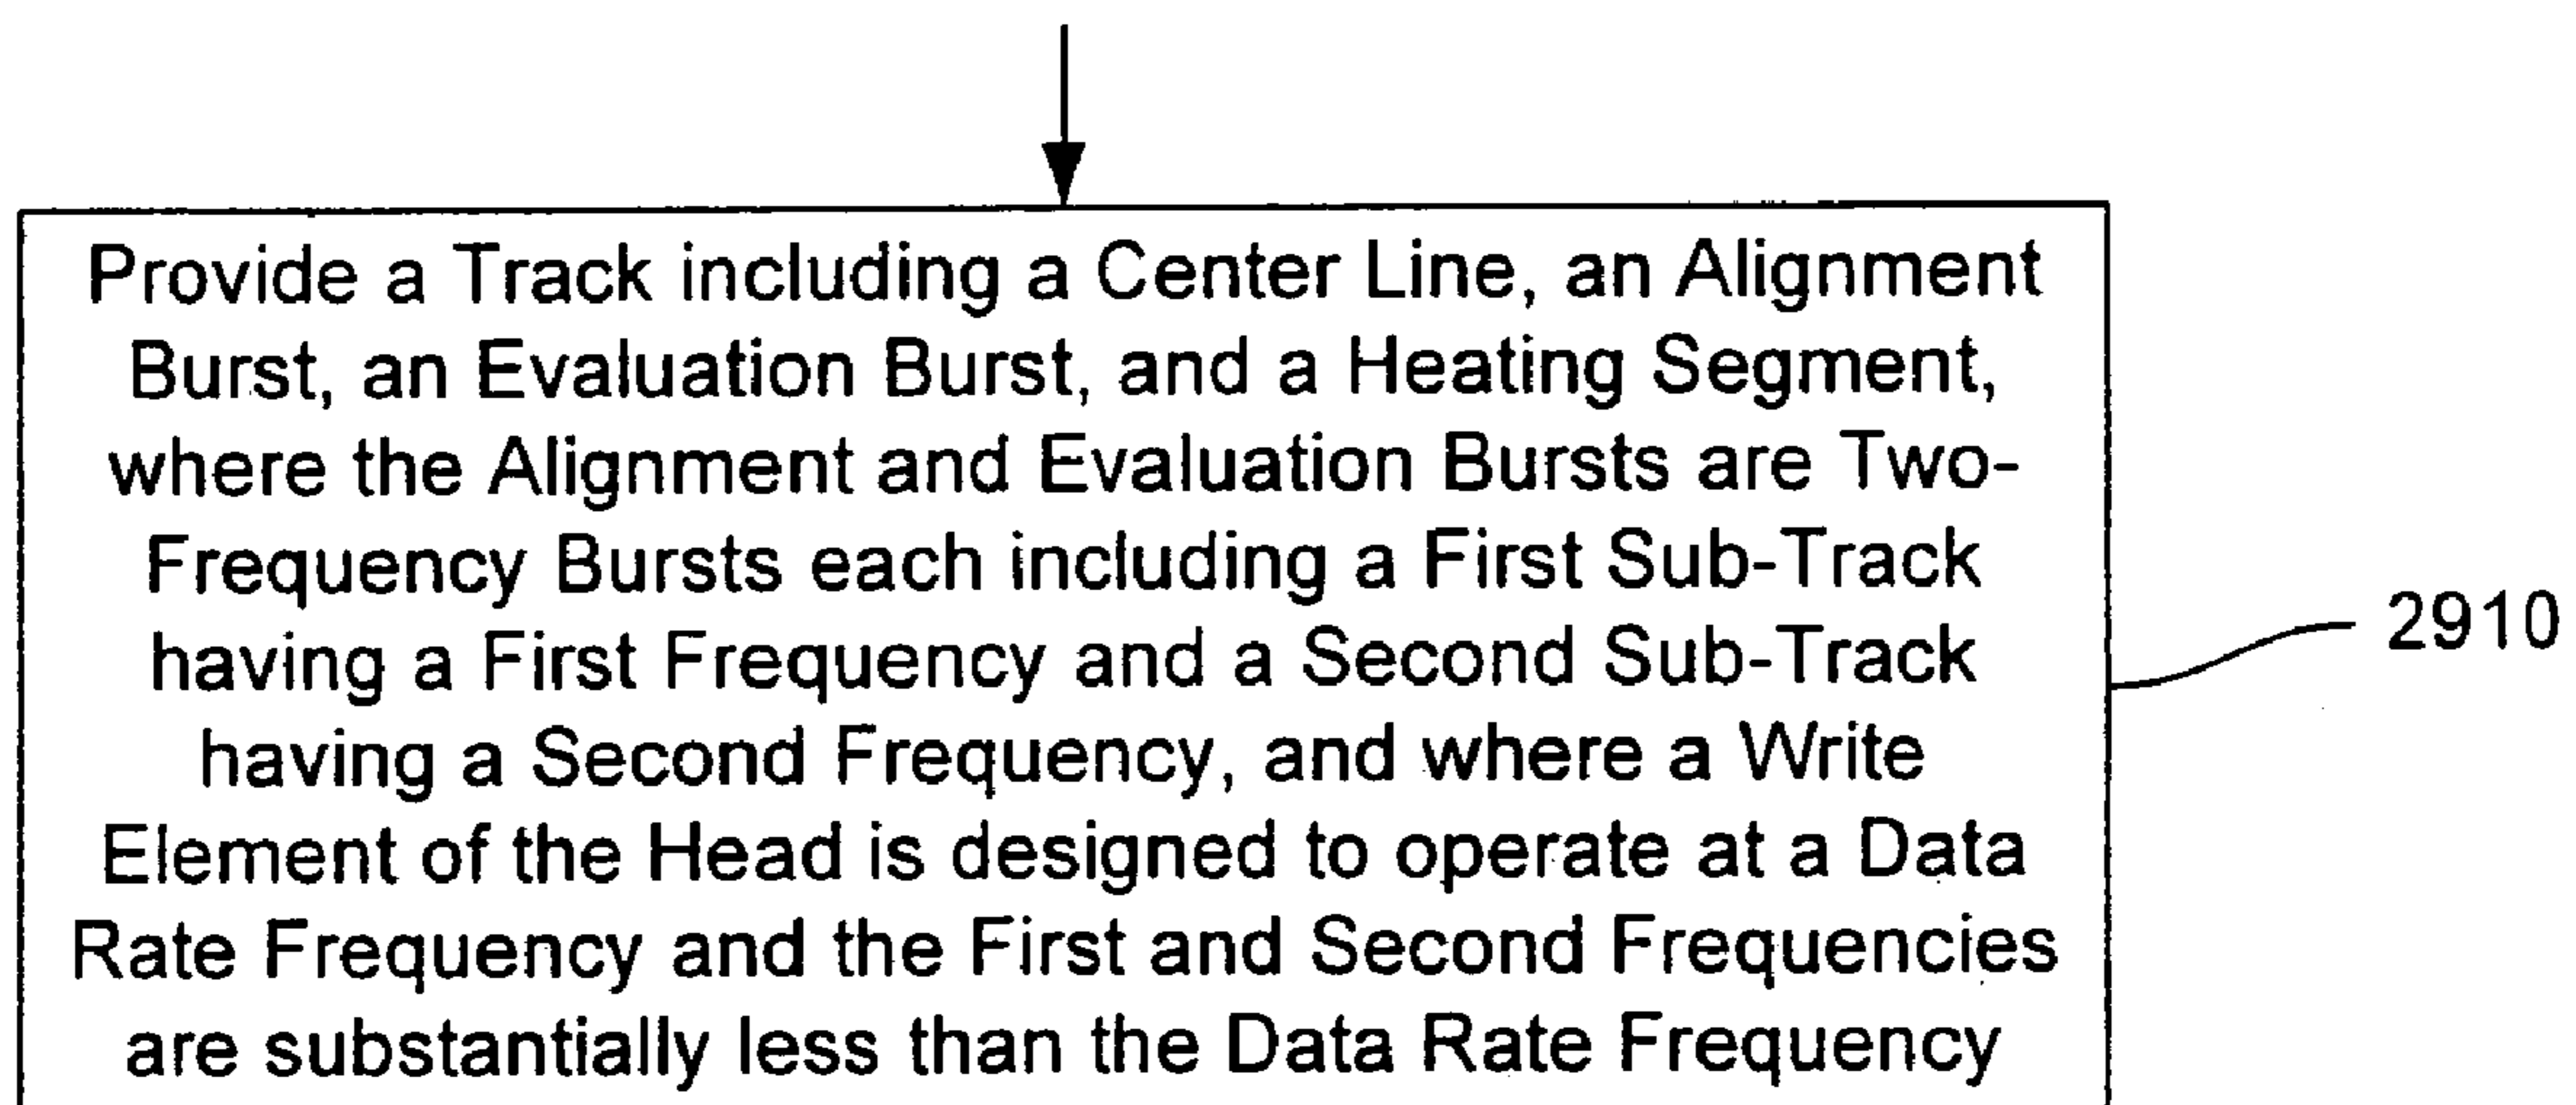 Provide a Track including a Center Line, an Alignment
Burst, an Evaluation Burst, and a Heating Segment,
where the Alignment and Evaluation Bursts are Two-
Frequency Bursts each including a First Sub-Track
having a First Frequency and a Second Sub-Track
having a Second Frequency, and where a Write
Element of the Head is designed to operate at a Data
Rate Frequency and the First and Second Frequencies
are substantially less than the Data Rate Frequency
2910